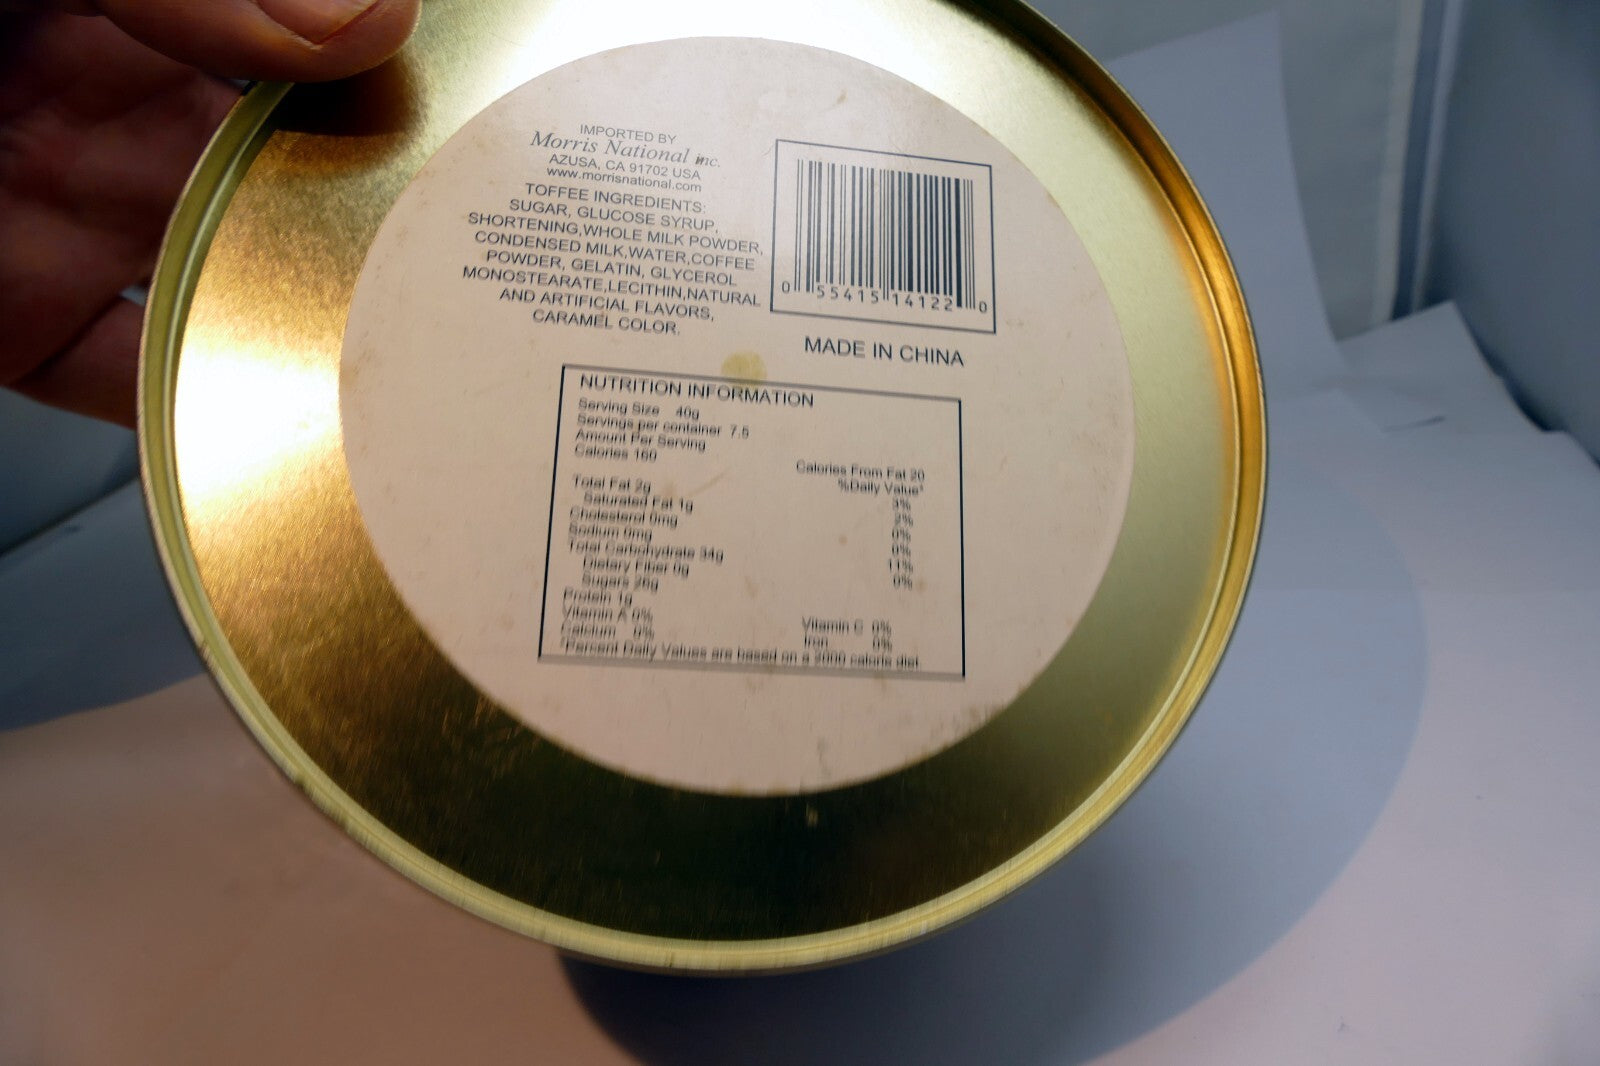 IMPORTED BY
Morris National inc.
AZUSA, CA 91702 USA
www.morrisnational.com
TOFFEE INGREDIENTS:
SUGAR, GLUCOSE SYRUP,
SHORTENING,WHOLE MILK POWDER,
CONDENSED MILK,WATER,COFFEE
POWDER, GELATIN, GLYCEROL
MONOSTEARATE,LECITHIN,NATURAL
AND ARTIFICIAL FLAVORS,
CARAMEL COLOR.
0 55415 14122 0
MADE IN CHINA
NUTRITION INFORMATION
Serving Size 40g
Servings per container 7.5
Amount Per Serving
Calories 160
Calories From Fat 20
%Daily Value*
Total Fat 2g 3%
Saturated Fat 1g 3%
Cholesterol 0mg 0%
Sodium 0mg 0%
Total Carbohydrate 34g 11%
Dietary Fiber 0g 0%
Sugars 26g
Protein 1g
Vitamin A 0% Vitamin C 0%
Calcium 0% Iron 0%
*Percent Daily Values are based on a 2000 calorie diet.